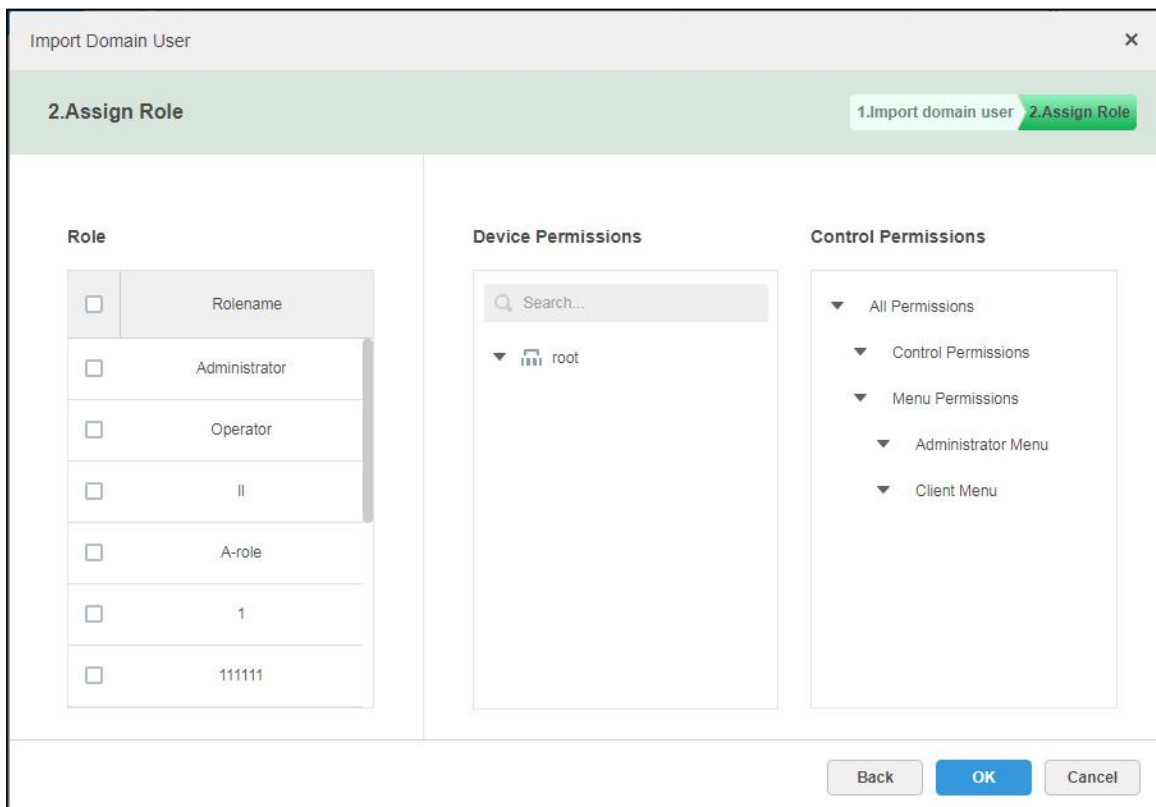 Import Domain User
2.Assign Role
1.Import domain user 2.Assign Role
Role
Rolename
Administrator
Operator
II
A-role
1
111111
Device Permissions
Search...
root
Control Permissions
All Permissions
Control Permissions
Menu Permissions
Administrator Menu
Client Menu
Back OK Cancel